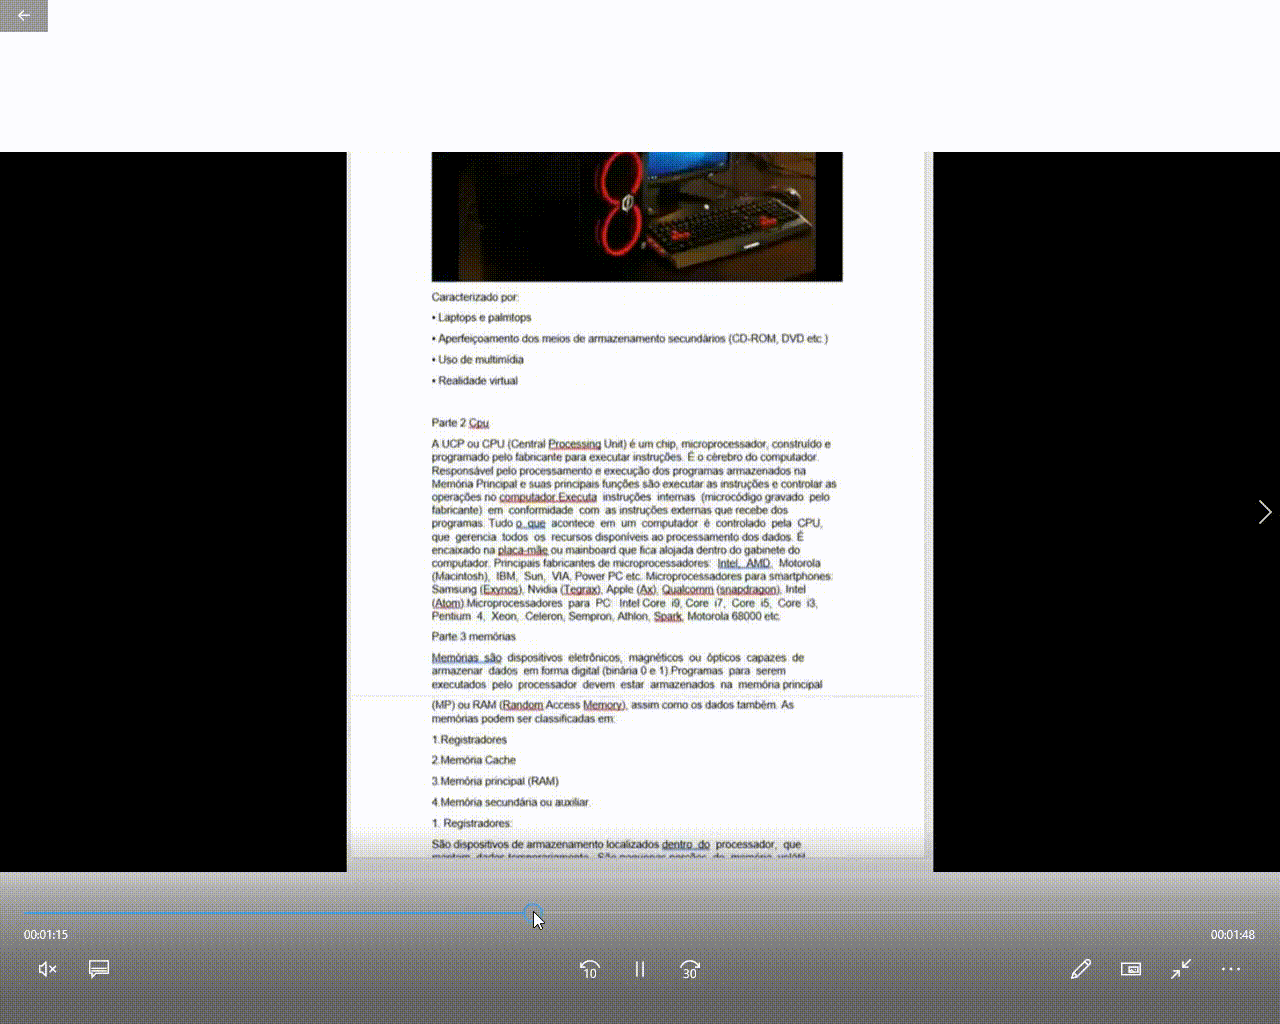 Caracterizado por:
• Laptops e palmtops
• Aperfeiçoamento dos meios de armazenamento secundários (CD-ROM, DVD etc.)
• Uso de multimídia
• Realidade virtual
Parte 2 Cpu
A UCP ou CPU (Central Processing Unit) é um chip, microprocessador, construído e
programado pelo fabricante para executar instruções. É o cérebro do computador.
Responsável pelo processamento e execução dos programas armazenados na
Memória Principal e suas principais funções são executar as instruções e controlar as
operações no computador.Executa instruções internas (microcódigo gravado pelo
fabricante) em conformidade com as instruções externas que recebe dos
programas. Tudo o que acontece em um computador é controlado pela CPU,
que gerencia todos os recursos disponíveis ao processamento dos dados. É
encaixado na placa-mãe ou mainboard que fica alojada dentro do gabinete do
computador. Principais fabricantes de microprocessadores: Intel, AMD, Motorola
(Macintosh), IBM, Sun, VIA, Power PC etc. Microprocessadores para smartphones:
Samsung (Exynos), Nvidia (Tegrax), Apple (Ax), Qualcomm (snapdragon), Intel
(Atom).Microprocessadores para PC: Intel Core i9, Core i7, Core i5, Core i3,
Pentium 4, Xeon, Celeron, Sempron, Athlon, Spark, Motorola 68000 etc.
Parte 3 memórias
Memórias são dispositivos eletrônicos, magnéticos ou ópticos capazes de
armazenar dados em forma digital (binária 0 e 1).Programas para serem
executados pelo processador devem estar armazenados na memória principal
(MP) ou RAM (Random Access Memory), assim como os dados também. As
memórias podem ser classificadas em:
1.Registradores
2.Memória Cache
3.Memória principal (RAM)
4.Memória secundária ou auxiliar.
1. Registradores:
São dispositivos de armazenamento localizados dentro do processador, que
mantam dados temporariamente. São pequenas porções de memória volátil
00:01:15
00:01:48
10
30